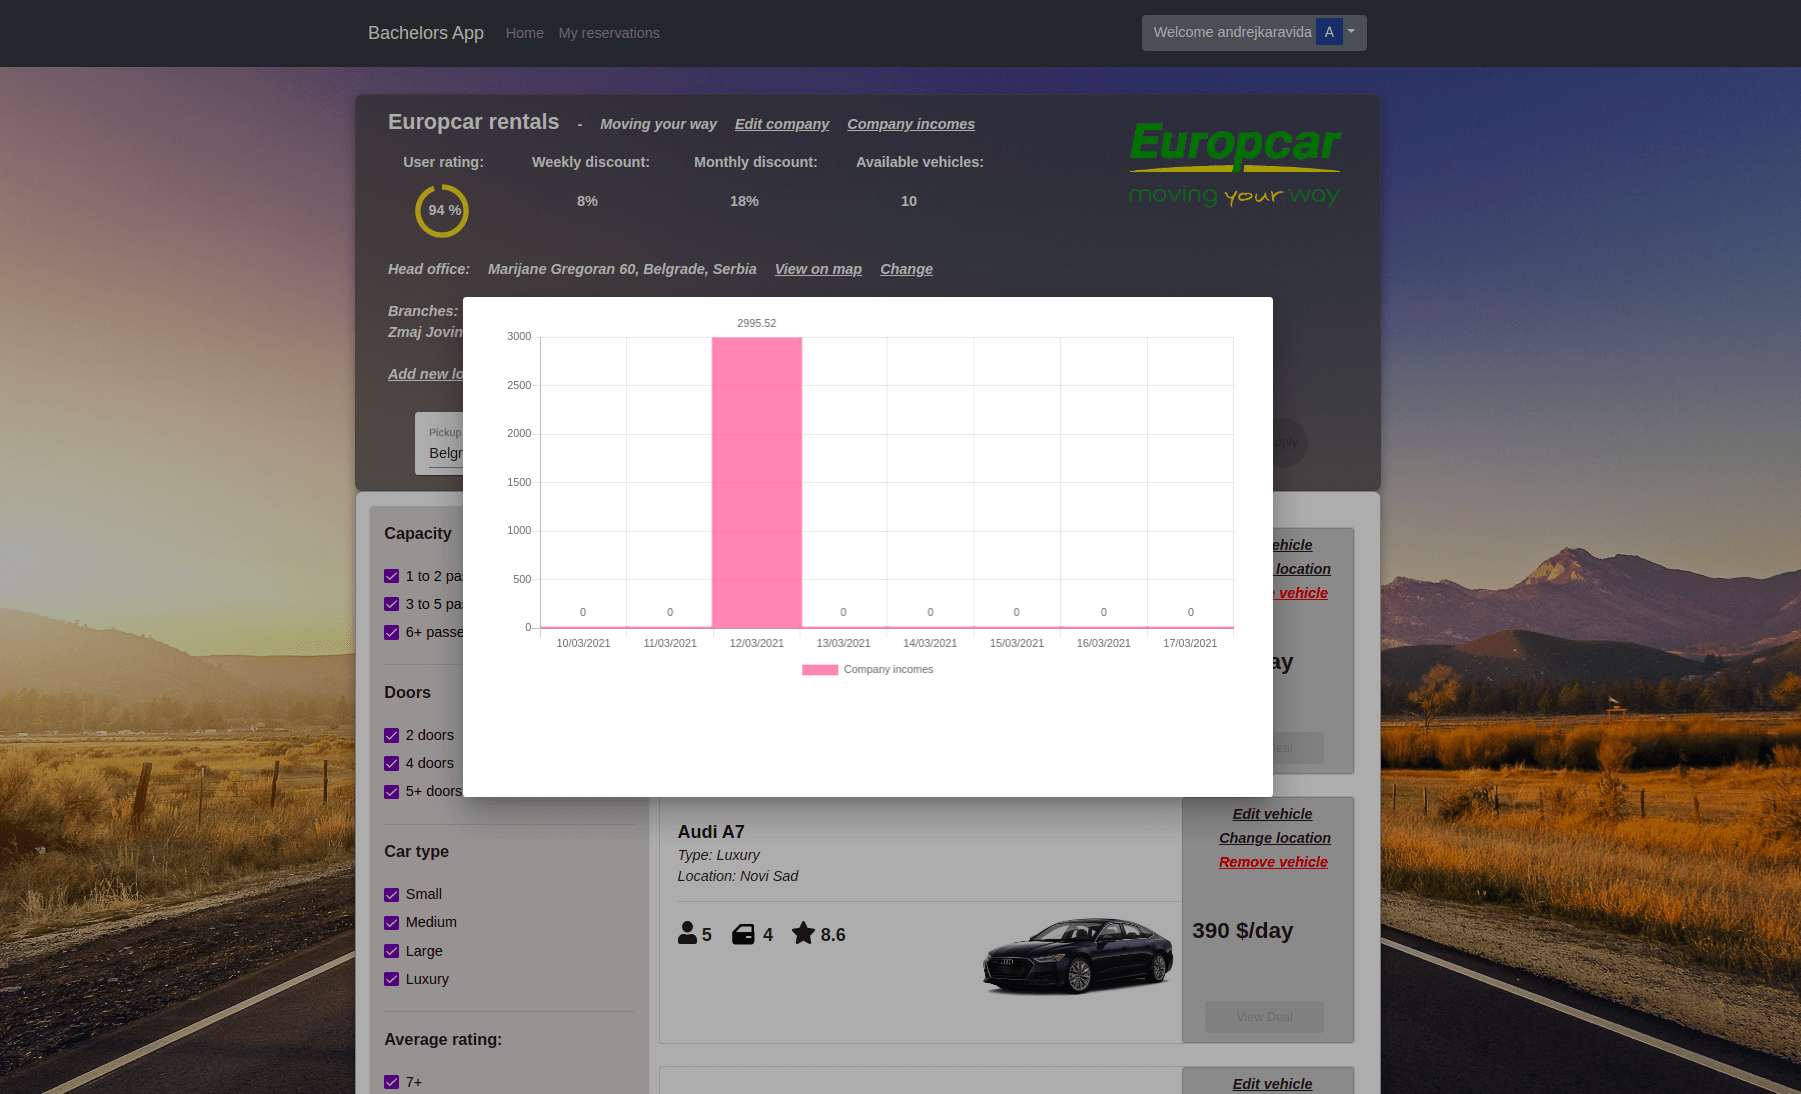 Bachelors App Home My reservations Welcome andrejkaravida A
Europcar rentals - Moving your way Edit company Company incomes
Europcar
moving your way
User rating: Weekly discount: Monthly discount: Available vehicles:
94 % 8% 18% 10
Head office: Marijane Gregoran 60, Belgrade, Serbia View on map Change
Branches:
Zmaj Jovin
Add new lo
Pickup
Belgr
pply
2995.52
3000
2500
2000
1500
1000
500
0
0 0 0 0 0 0 0
10/03/2021 11/03/2021 12/03/2021 13/03/2021 14/03/2021 15/03/2021 16/03/2021 17/03/2021
Company incomes
Capacity
1 to 2 pa
3 to 5 pa
6+ passe
Doors
2 doors
4 doors
5+ doors
Car type
Small
Medium
Large
Luxury
Average rating:
7+
ehicle
location
vehicle
ay
eal
Audi A7
Type: Luxury
Location: Novi Sad
5 4 8.6
Edit vehicle
Change location
Remove vehicle
390 $/day
View Deal
Edit vehicle